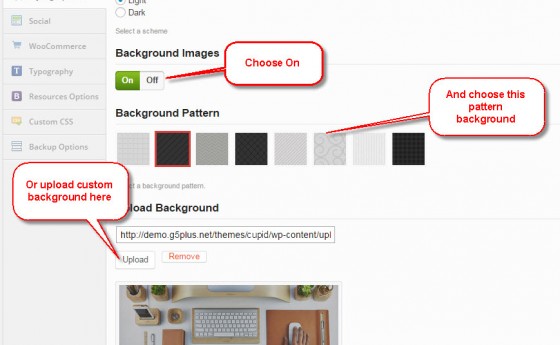 Light
Dark
Select a scheme
Social
WooCommerce
Typography
Resources Options
Custom CSS
Backup Options
Background Images
On Off
Choose On
Background Pattern
And choose this
pattern
background
a background pattern.
Or upload custom
background here
Upload Background
http://demo.g5plus.net/themes/cupid/wp-content/upl
Upload
Remove